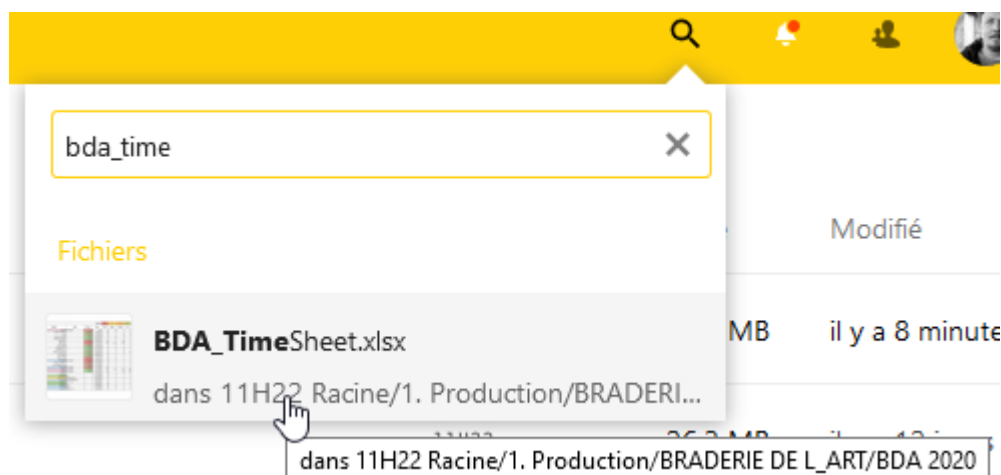 bda_time
Modifié
Fichiers
BDA_TimeSheet.xlsx
MB
il y a 8 minute
dans 11H22 Racine/1. Production/BRADERI...
dans 11H22 Racine/1. Production/BRADERIE DE L_ART/BDA 2020